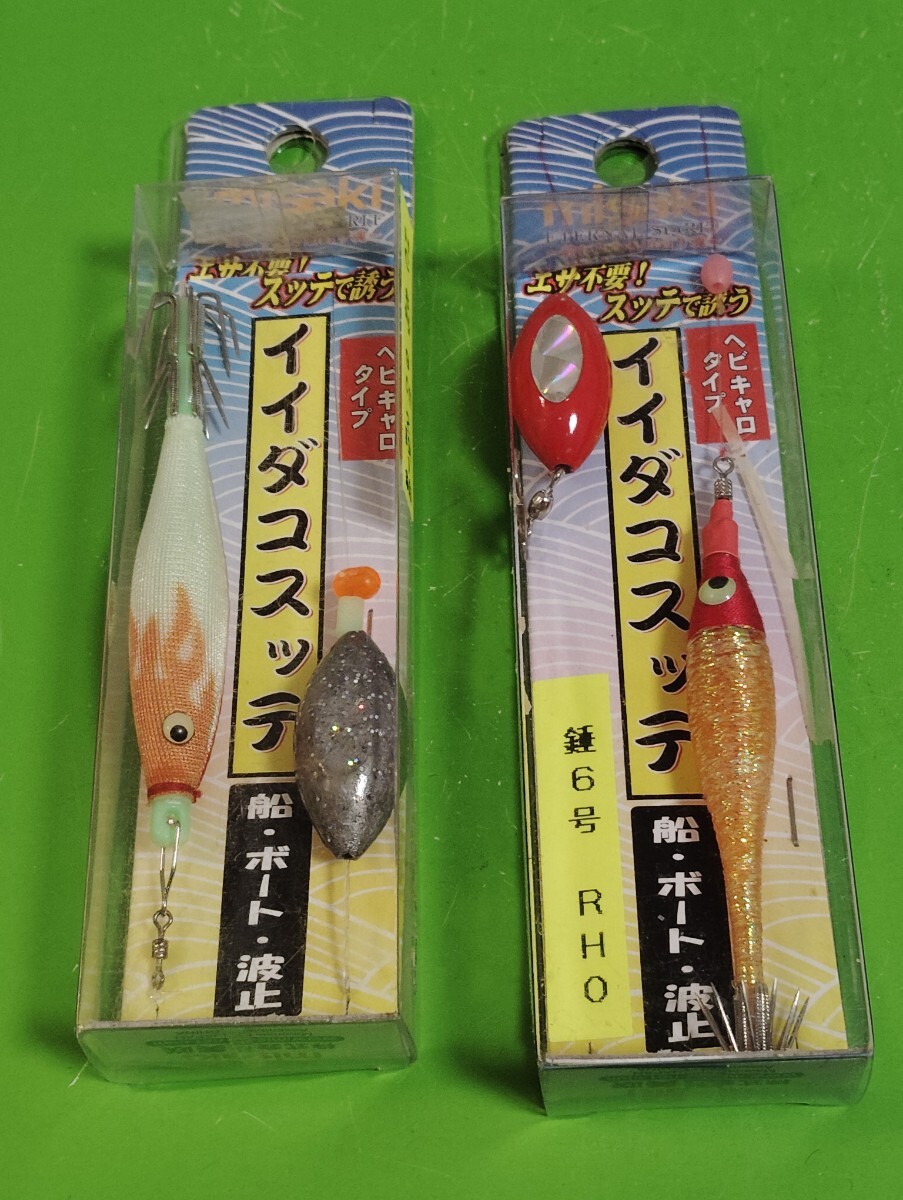 misaki
エサ不要!
スッテで誘う
ヘビキャロ
タイプ
イイダコスッテ
船・ボート・波止
misaki
エサ不要!
スッテで誘う
ヘビキャロ
タイプ
イイダコスッテ
錘6号 RHO
船・ボート・波止